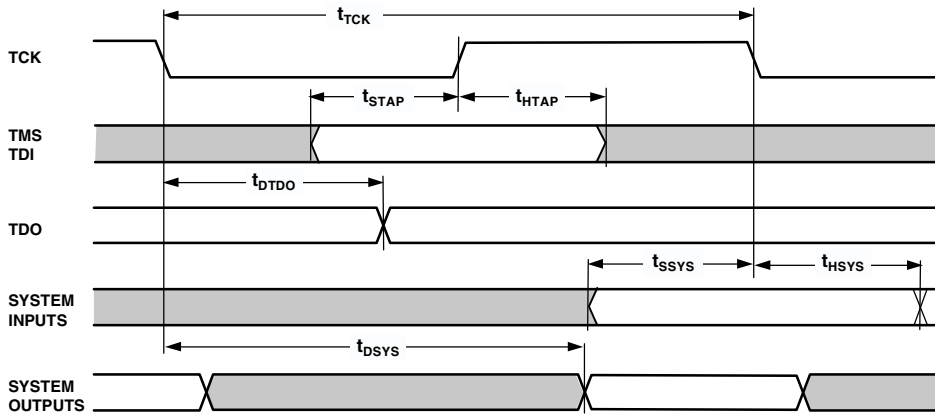 tTCK
TCK
tSTAP
tHTAP
TMS
TDI
tDTDO
TDO
tSSYS
tHSYS
SYSTEM
INPUTS
tDSYS
SYSTEM
OUTPUTS